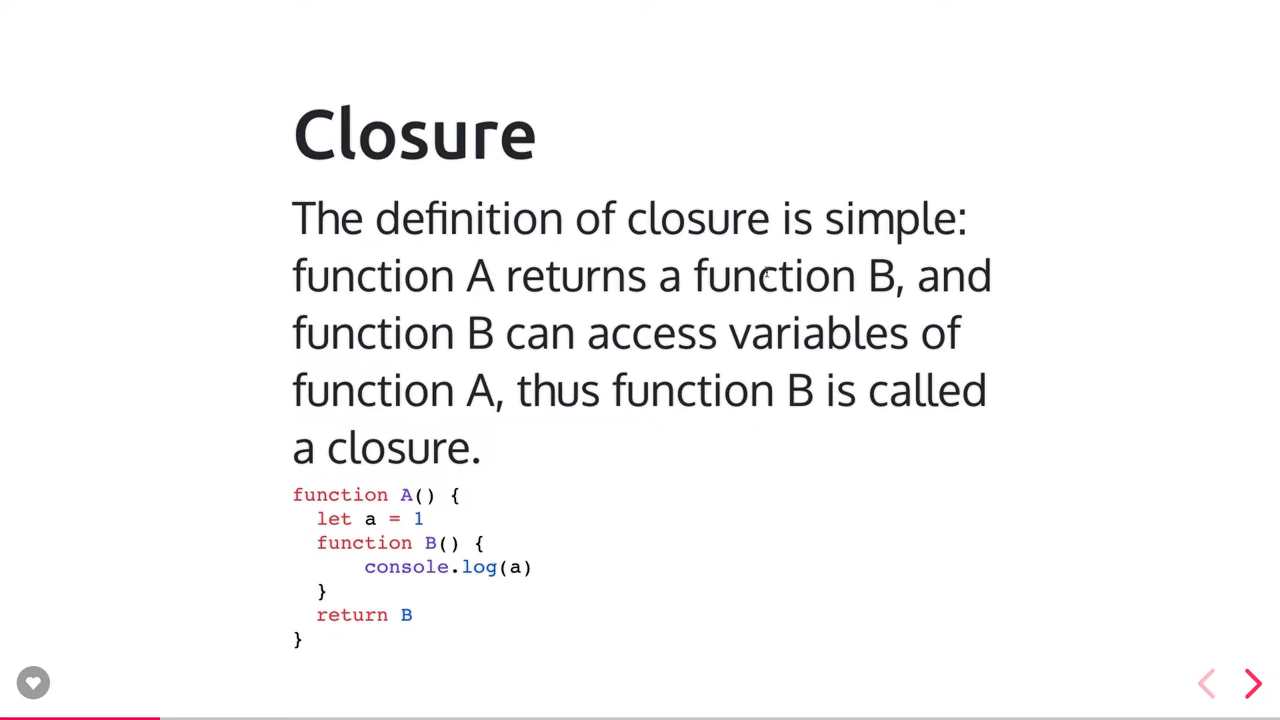 Closure
The definition of closure is simple:
function A returns a function B, and
function B can access variables of
function A, thus function B is called
a closure.
function A() {
  let a = 1
  function B() {
      console.log(a)
  }
  return B
}